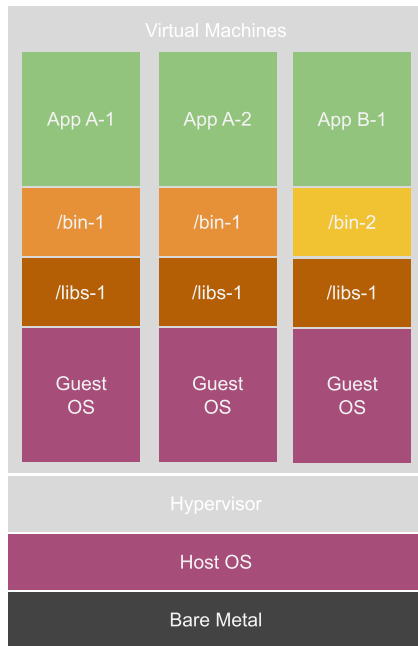 Virtual Machines
App A-1
App A-2
App B-1
/bin-1
/bin-1
/bin-2
/libs-1
/libs-1
/libs-1
Guest
OS
Guest
OS
Guest
OS
Hypervisor
Host OS
Bare Metal